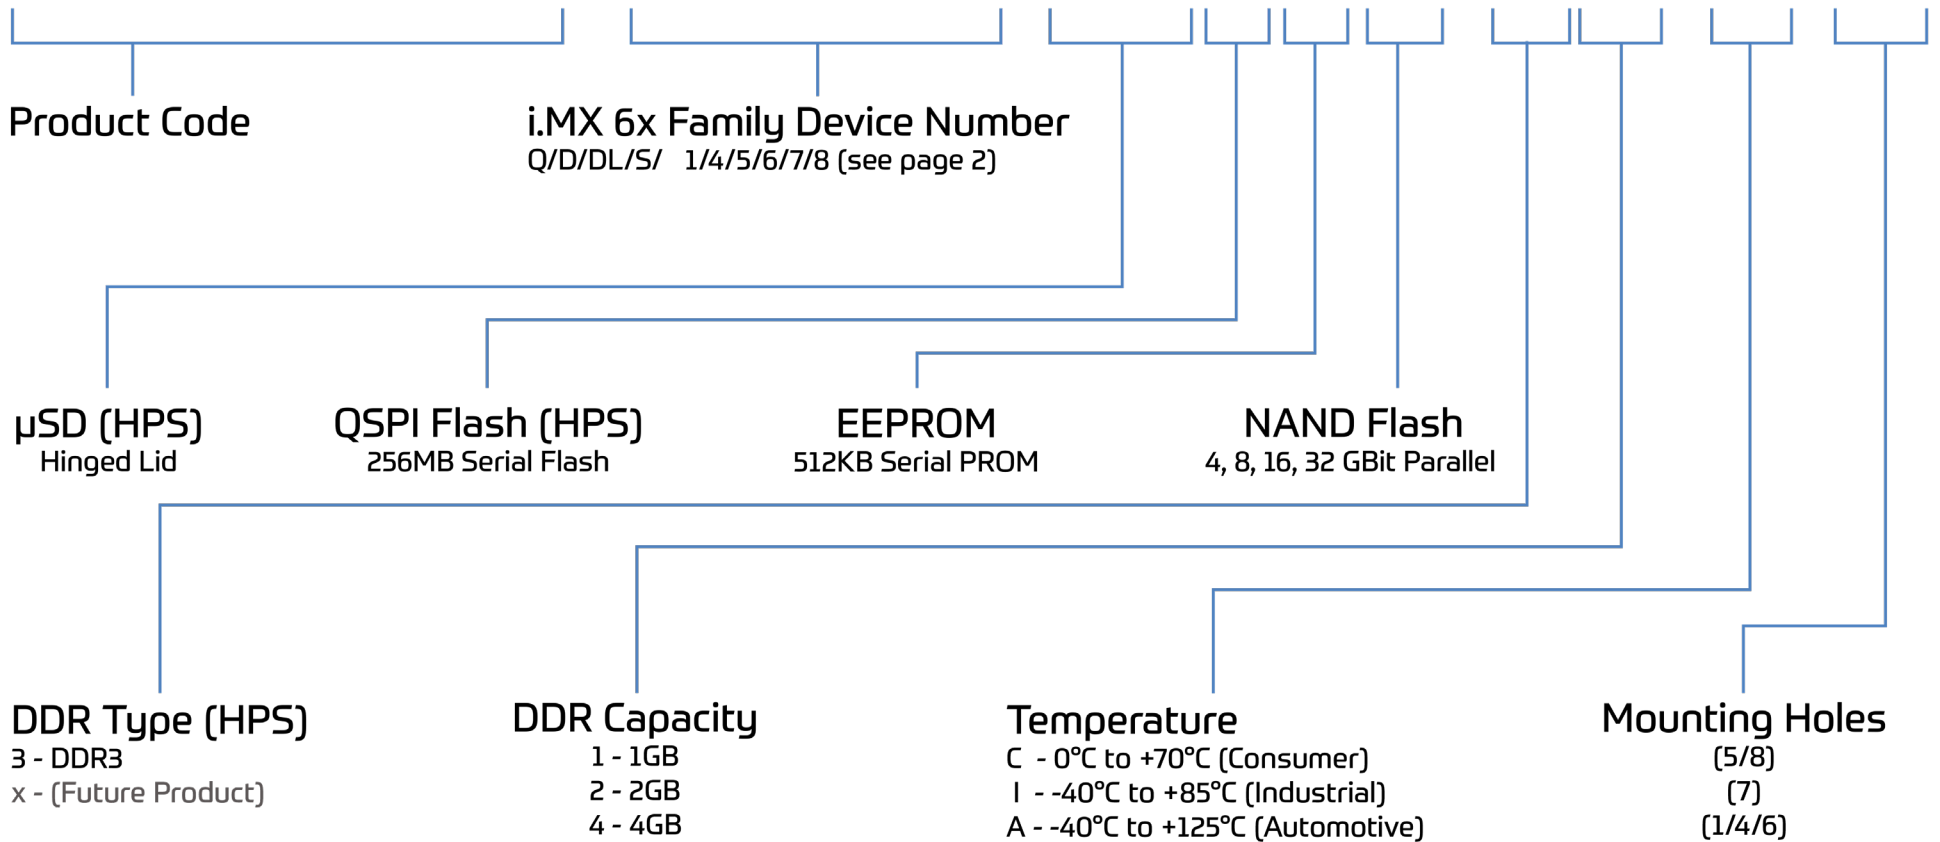 Product Code
i.MX 6x Family Device Number
Q/D/DL/S/ 1/4/5/6/7/8 (see page 2)
µSD (HPS)
Hinged Lid
QSPI Flash (HPS)
256MB Serial Flash
EEPROM
512KB Serial PROM
NAND Flash
4, 8, 16, 32 GBit Parallel
DDR Type (HPS)
3 - DDR3
x - (Future Product)
DDR Capacity
1 - 1GB
2 - 2GB
4 - 4GB
Temperature
C - 0°C to +70°C (Consumer)
I - -40°C to +85°C (Industrial)
A - -40°C to +125°C (Automotive)
Mounting Holes
(5/8)
(7)
(1/4/6)